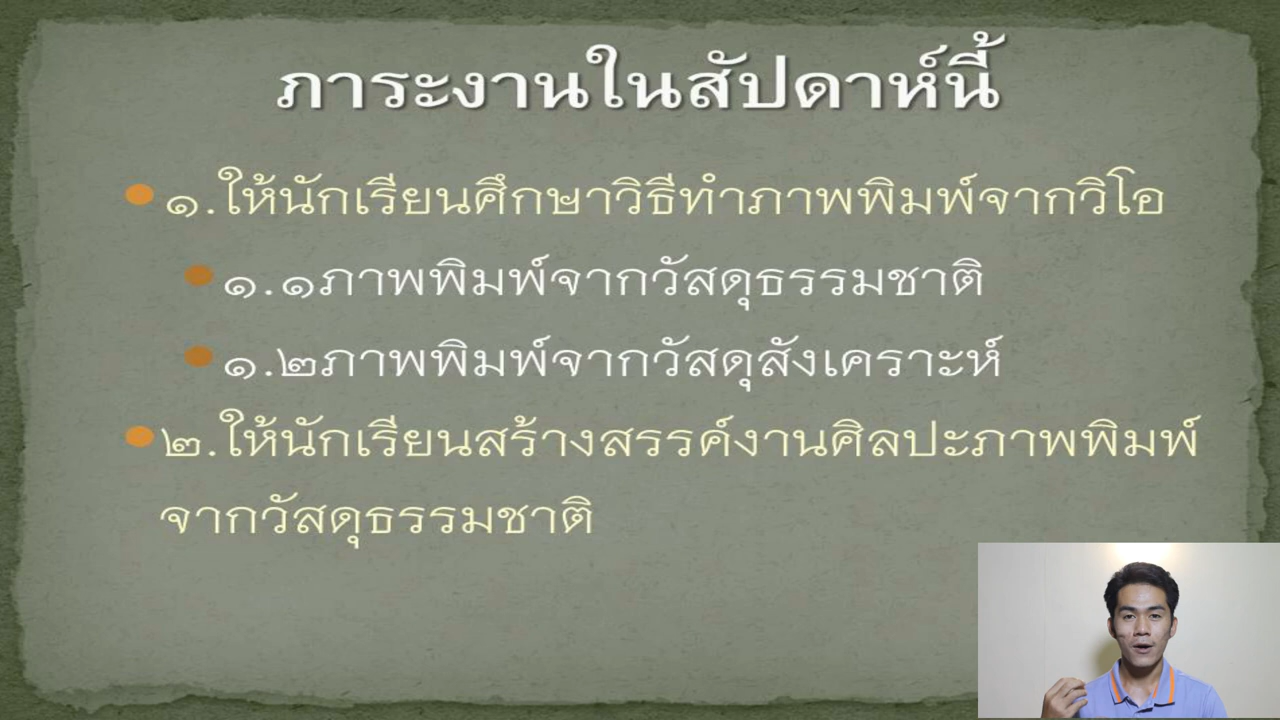 ภาระงานในสัปดาห์นี้
๑.ให้นักเรียนศึกษาวิธีทำภาพพิมพ์จากวิโอ
๑.๑ภาพพิมพ์จากวัสดุธรรมชาติ
๑.๒ภาพพิมพ์จากวัสดุสังเคราะห์
๒.ให้นักเรียนสร้างสรรค์งานศิลปะภาพพิมพ์
จากวัสดุธรรมชาติ